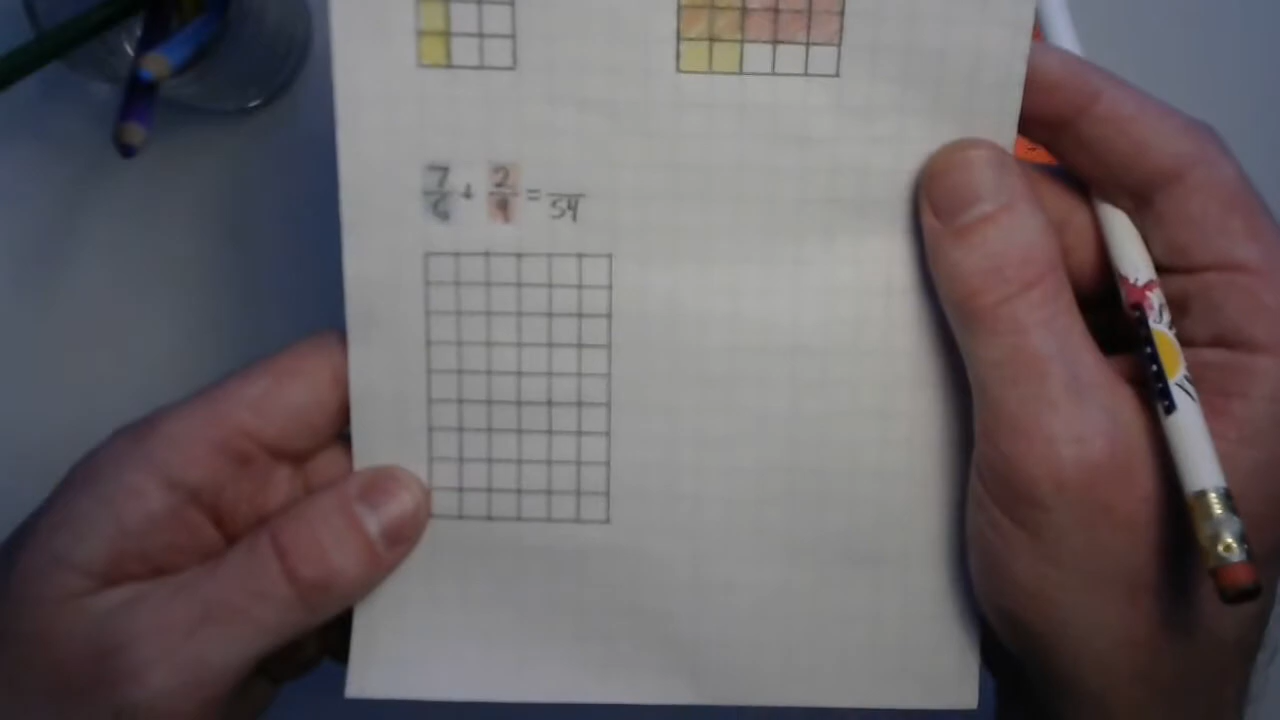 7/6 + 2/9 = /54